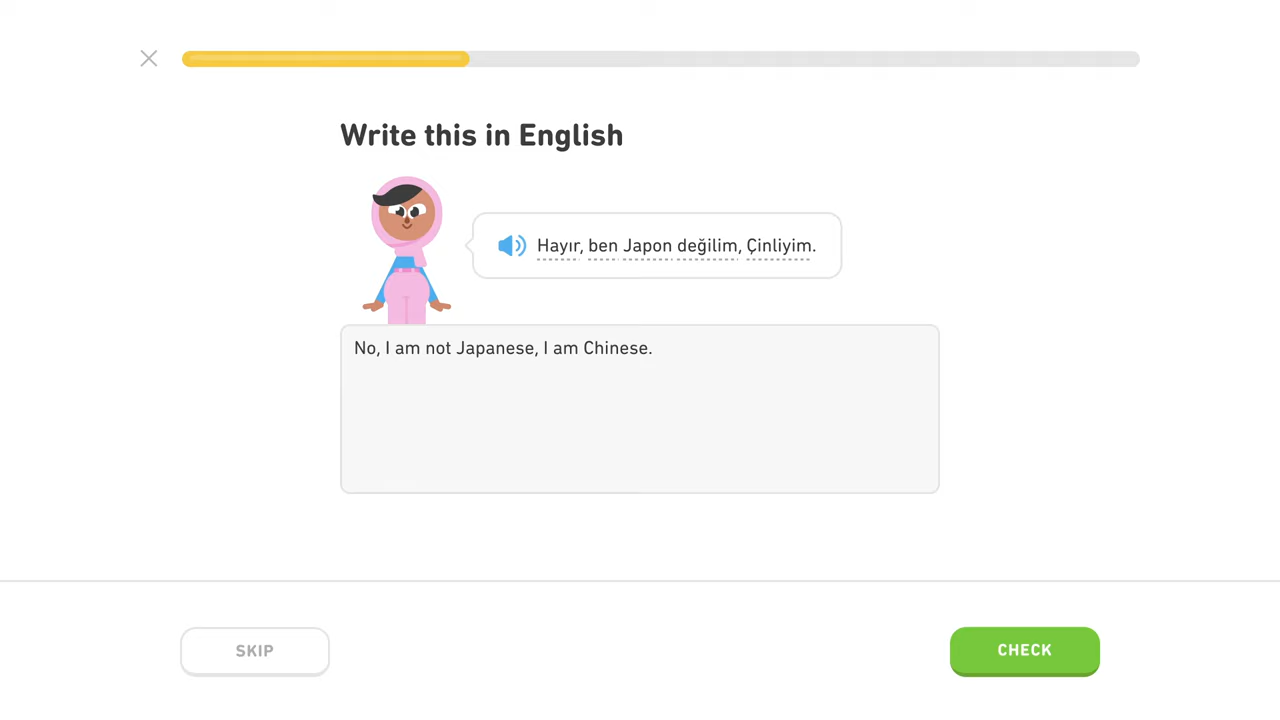 Write this in English
Hayır, ben Japon değilim, Çinliyim.
No, I am not Japanese, I am Chinese.
SKIP
CHECK